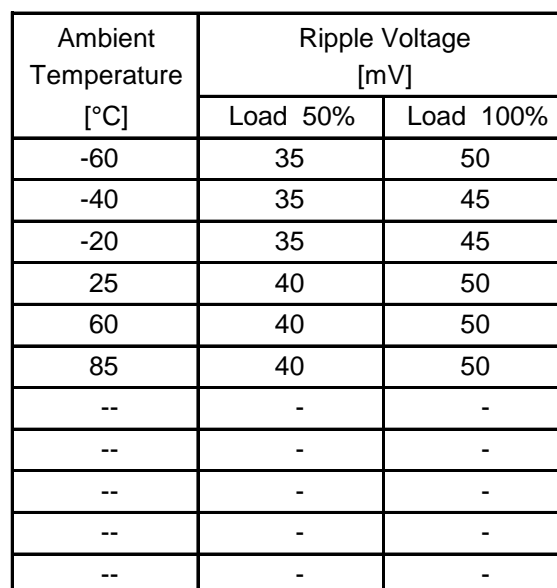 Ambient Temperature [°C] Ripple Voltage [mV]
Load 50% Load 100%
-60 35 50
-40 35 45
-20 35 45
25 40 50
60 40 50
85 40 50
-- - -
-- - -
-- - -
-- - -
-- - -